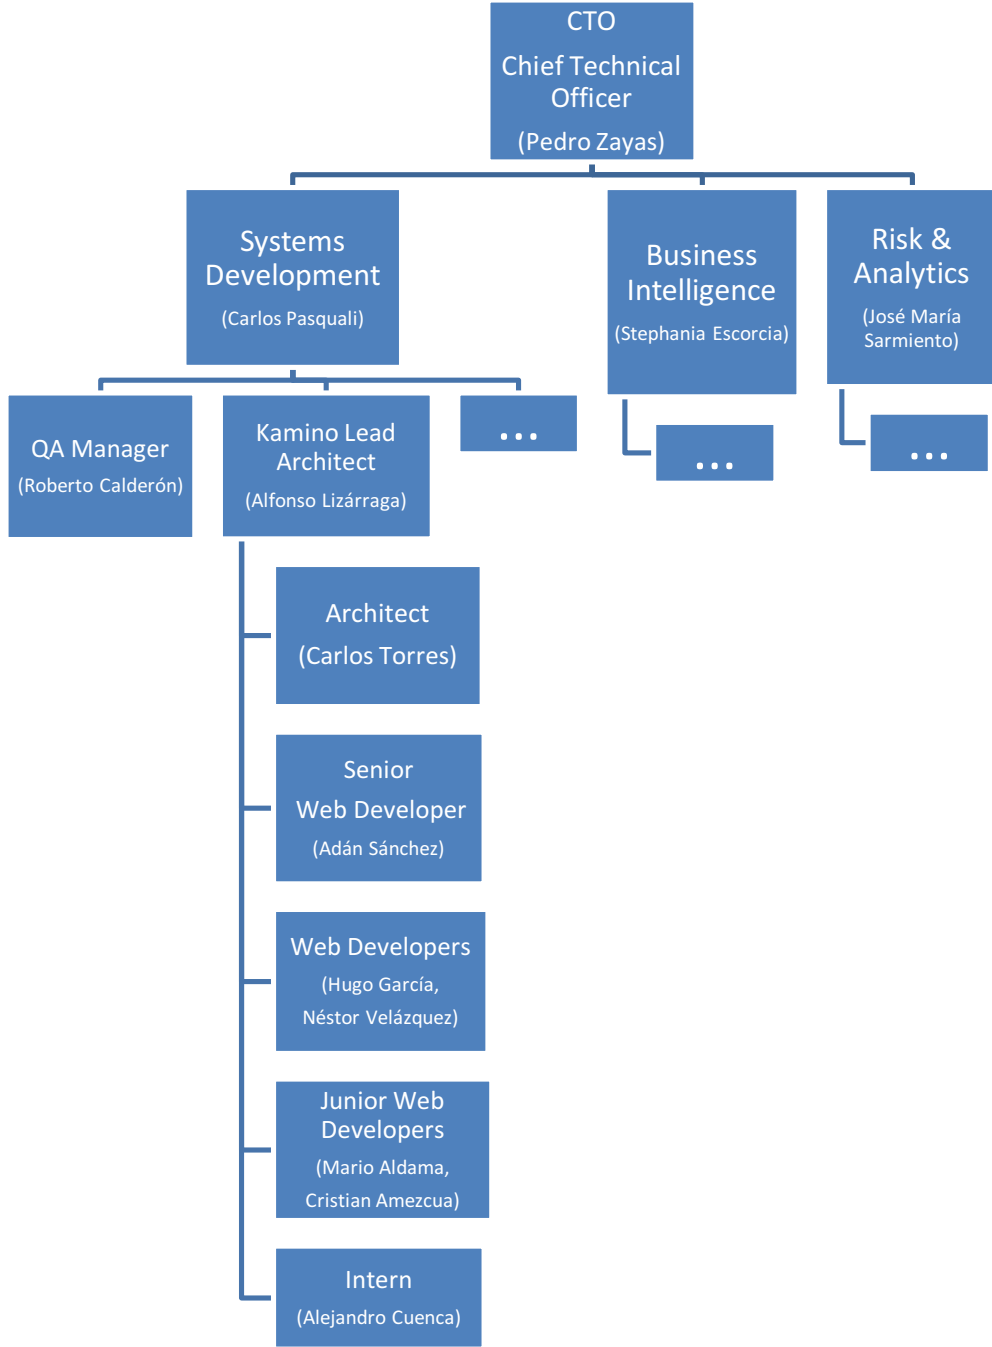 CTO
Chief Technical
Officer
(Pedro Zayas)
Systems
Development
(Carlos Pasquali)
Business
Intelligence
(Stephania Escorcia)
Risk &
Analytics
(José María
Sarmiento)
QA Manager
(Roberto Calderón)
Kamino Lead
Architect
(Alfonso Lizárraga)
...
...
...
Architect
(Carlos Torres)
Senior
Web Developer
(Adán Sánchez)
Web Developers
(Hugo García,
Néstor Velázquez)
Junior Web
Developers
(Mario Aldama,
Cristian Amezcua)
Intern
(Alejandro Cuenca)